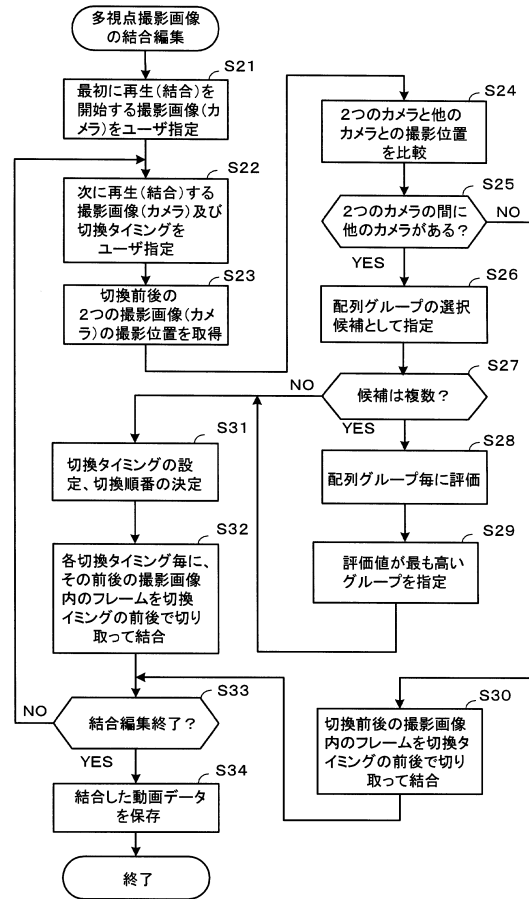 多視点撮影画像
の結合編集
S21
最初に再生(結合)を
開始する撮影画像(カ
メラ)をユーザ指定
S22
次に再生(結合)する
撮影画像(カメラ)及び
切換タイミングを
ユーザ指定
S23
切換前後の
2つの撮影画像(カメ
ラ)の撮影位置を取得
S24
2つのカメラと他の
カメラとの撮影位置
を比較
S25
2つのカメラの間に
他のカメラがある?
NO
YES
S26
配列グループの選択
候補として指定
S27
候補は複数?
NO
YES
S28
配列グループ毎に評価
S29
評価値が最も高い
グループを指定
S31
切換タイミングの設
定、切換順番の決定
S32
各切換タイミング毎に、
その前後の撮影画像
内のフレームを切換タ
イミングの前後で切り
取って結合
S30
切換前後の撮影画像
内のフレームを切換タ
イミングの前後で切り
取って結合
S33
結合編集終了?
NO
YES
S34
結合した動画データ
を保存
終了